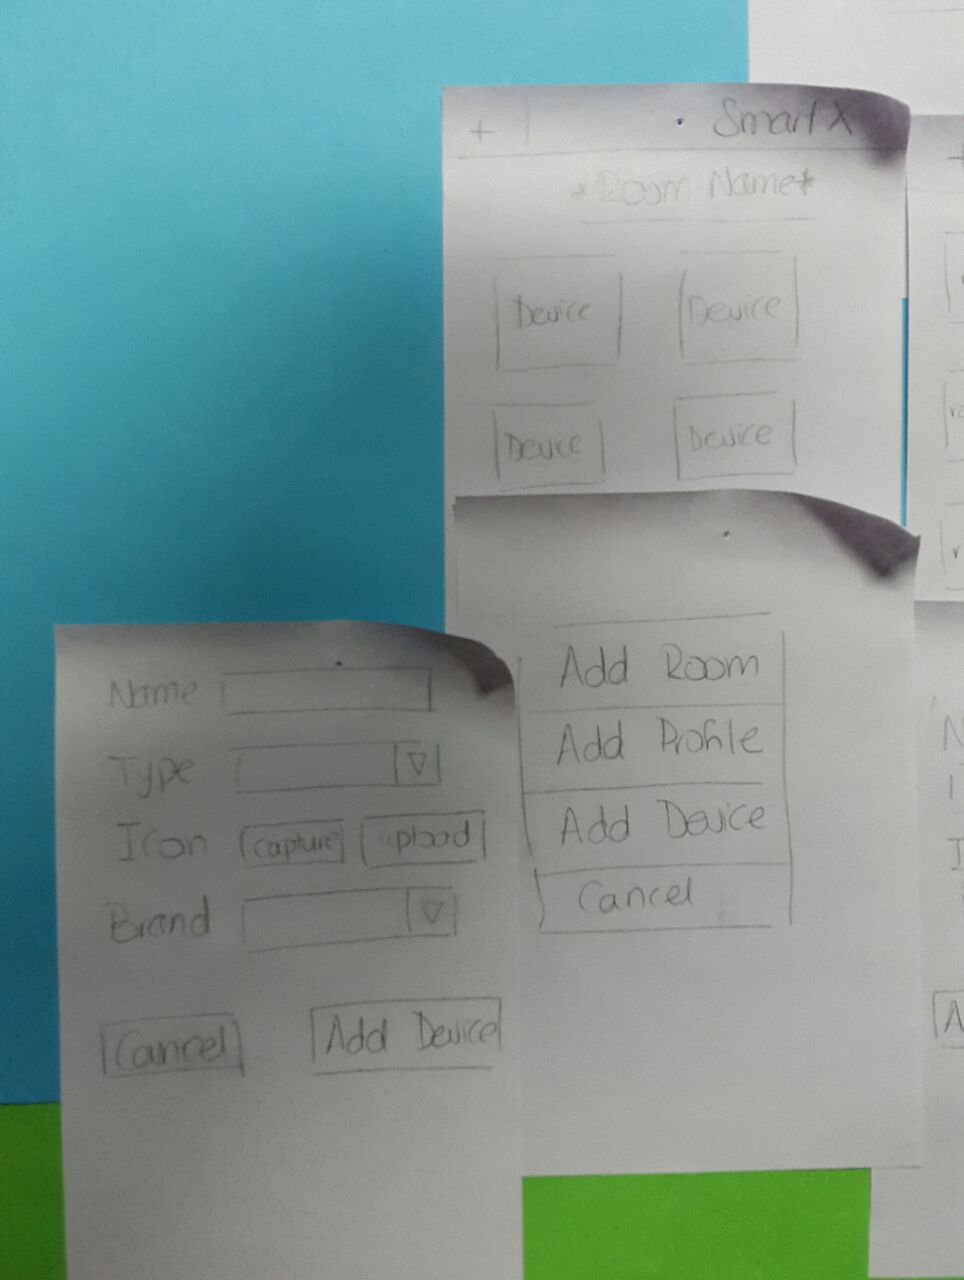 + Smart X
*Room Name*
Device Device
Device Device
Add Room
Add Profile
Add Device
Cancel
Name
Type
Icon capture upload
Brand
Cancel Add Device